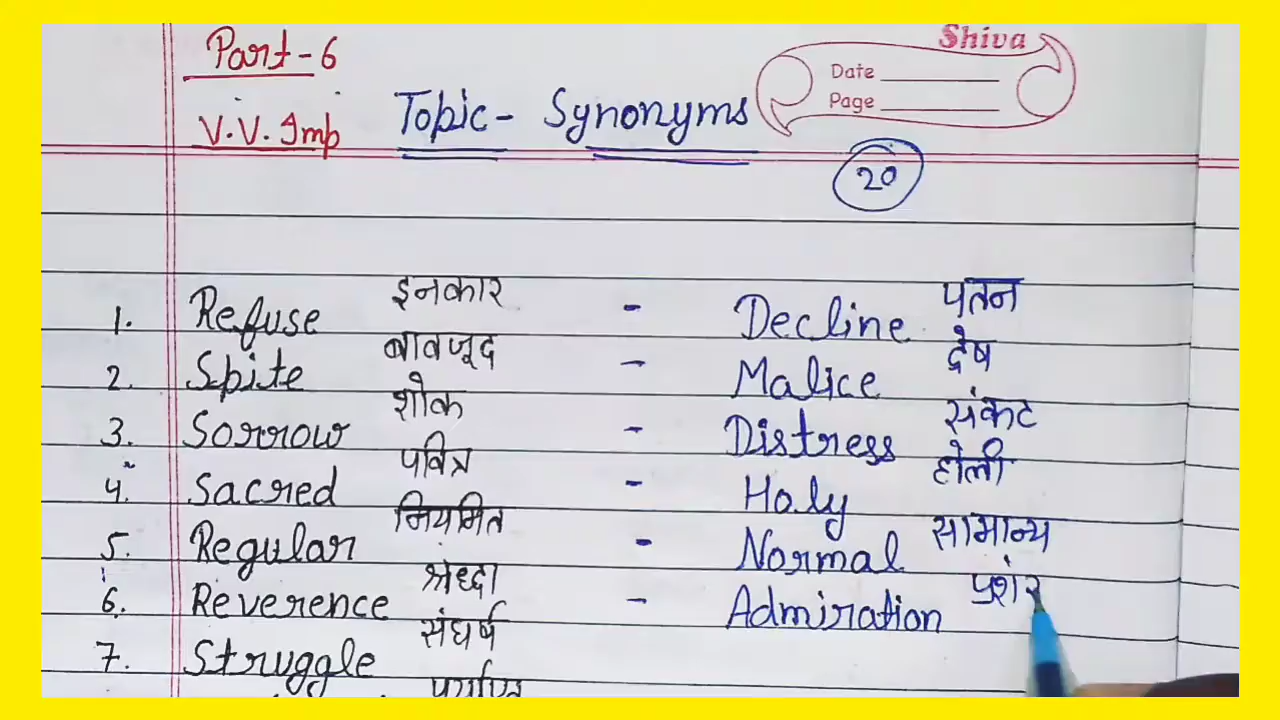 Part-6
Shiva
Date
Page
V.V. Imp
Topic- Synonyms
20
1. Refuse इनकार - Decline पतन
2. Spite बावजूद - Malice द्वेष
3. Sorrow शोक - Distress संकट
4. Sacred पवित्र - Holy होली
5. Regular नियमित - Normal सामान्य
6. Reverence श्रध्दा - Admiration प्रशंस
7. Struggle संघर्ष